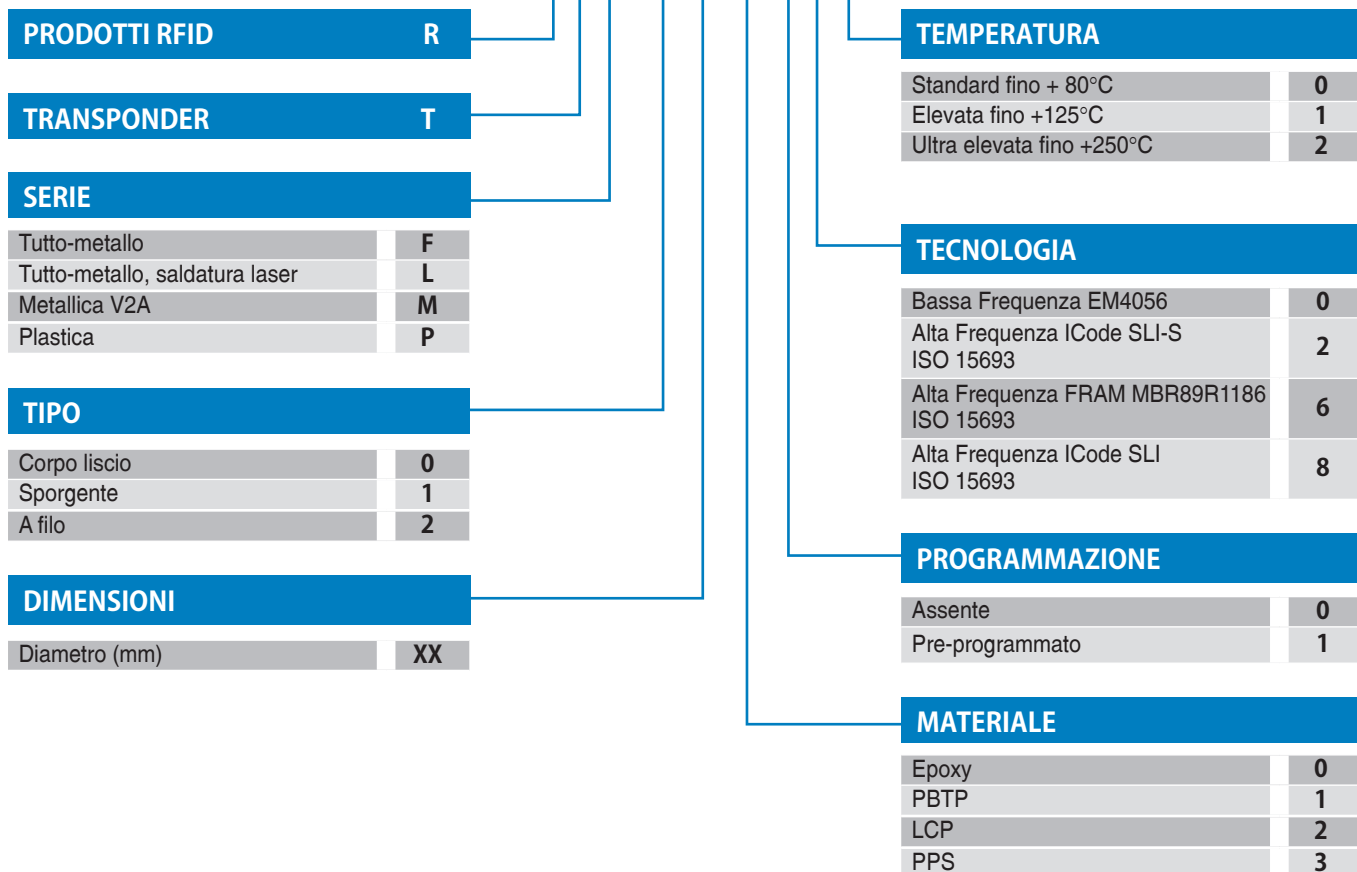 PRODOTTI RFID R
TRANSPONDER T
SERIE
Tutto-metallo F
Tutto-metallo, saldatura laser L
Metallica V2A M
Plastica P
TIPO
Corpo liscio 0
Sporgente 1
A filo 2
DIMENSIONI
Diametro (mm) XX
TEMPERATURA
Standard fino + 80°C 0
Elevata fino +125°C 1
Ultra elevata fino +250°C 2
TECNOLOGIA
Bassa Frequenza EM4056 0
Alta Frequenza ICode SLI-S
ISO 15693 2
Alta Frequenza FRAM MBR89R1186
ISO 15693 6
Alta Frequenza ICode SLI
ISO 15693 8
PROGRAMMAZIONE
Assente 0
Pre-programmato 1
MATERIALE
Epoxy 0
PBTP 1
LCP 2
PPS 3